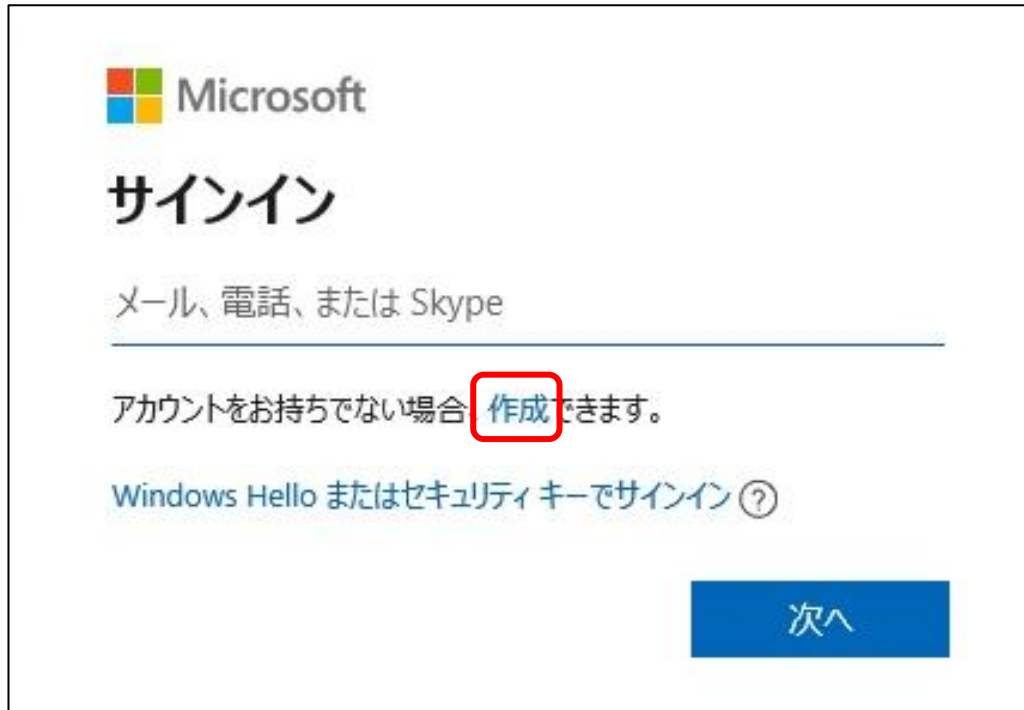 Microsoft
サインイン
メール、電話、または Skype
アカウントをお持ちでない場合、作成できます。
Windows Hello またはセキュリティ キーでサインイン ?
次へ